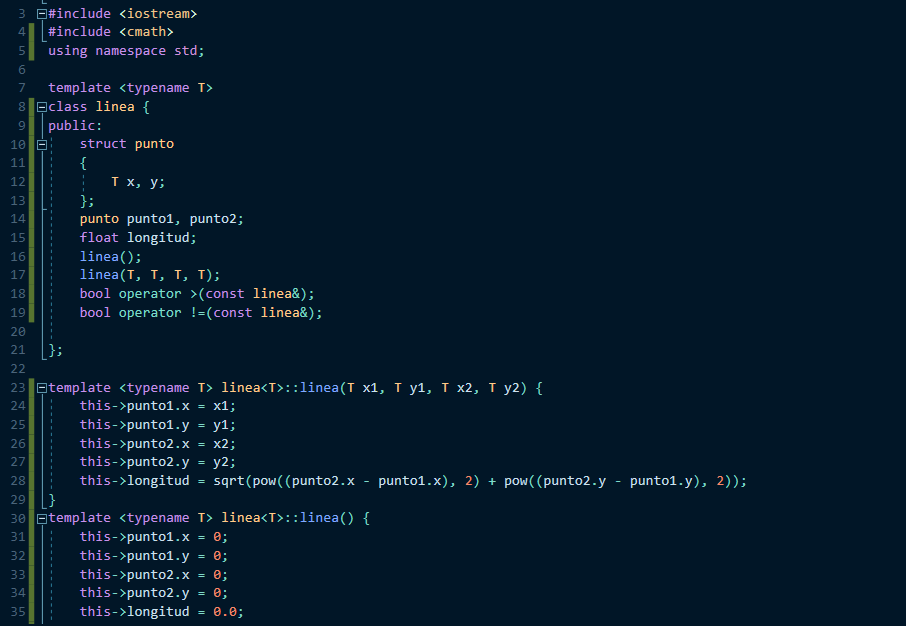 3 #include <iostream>
4 #include <cmath>
5 using namespace std;
6
7 template <typename T>
8 class linea {
9 public:
10     struct punto
11     {
12         T x, y;
13     };
14     punto punto1, punto2;
15     float longitud;
16     linea();
17     linea(T, T, T, T);
18     bool operator >(const linea&);
19     bool operator !=(const linea&);
20
21 };
22
23 template <typename T> linea<T>::linea(T x1, T y1, T x2, T y2) {
24     this->punto1.x = x1;
25     this->punto1.y = y1;
26     this->punto2.x = x2;
27     this->punto2.y = y2;
28     this->longitud = sqrt(pow((punto2.x - punto1.x), 2) + pow((punto2.y - punto1.y), 2));
29 }
30 template <typename T> linea<T>::linea() {
31     this->punto1.x = 0;
32     this->punto1.y = 0;
33     this->punto2.x = 0;
34     this->punto2.y = 0;
35     this->longitud = 0.0;